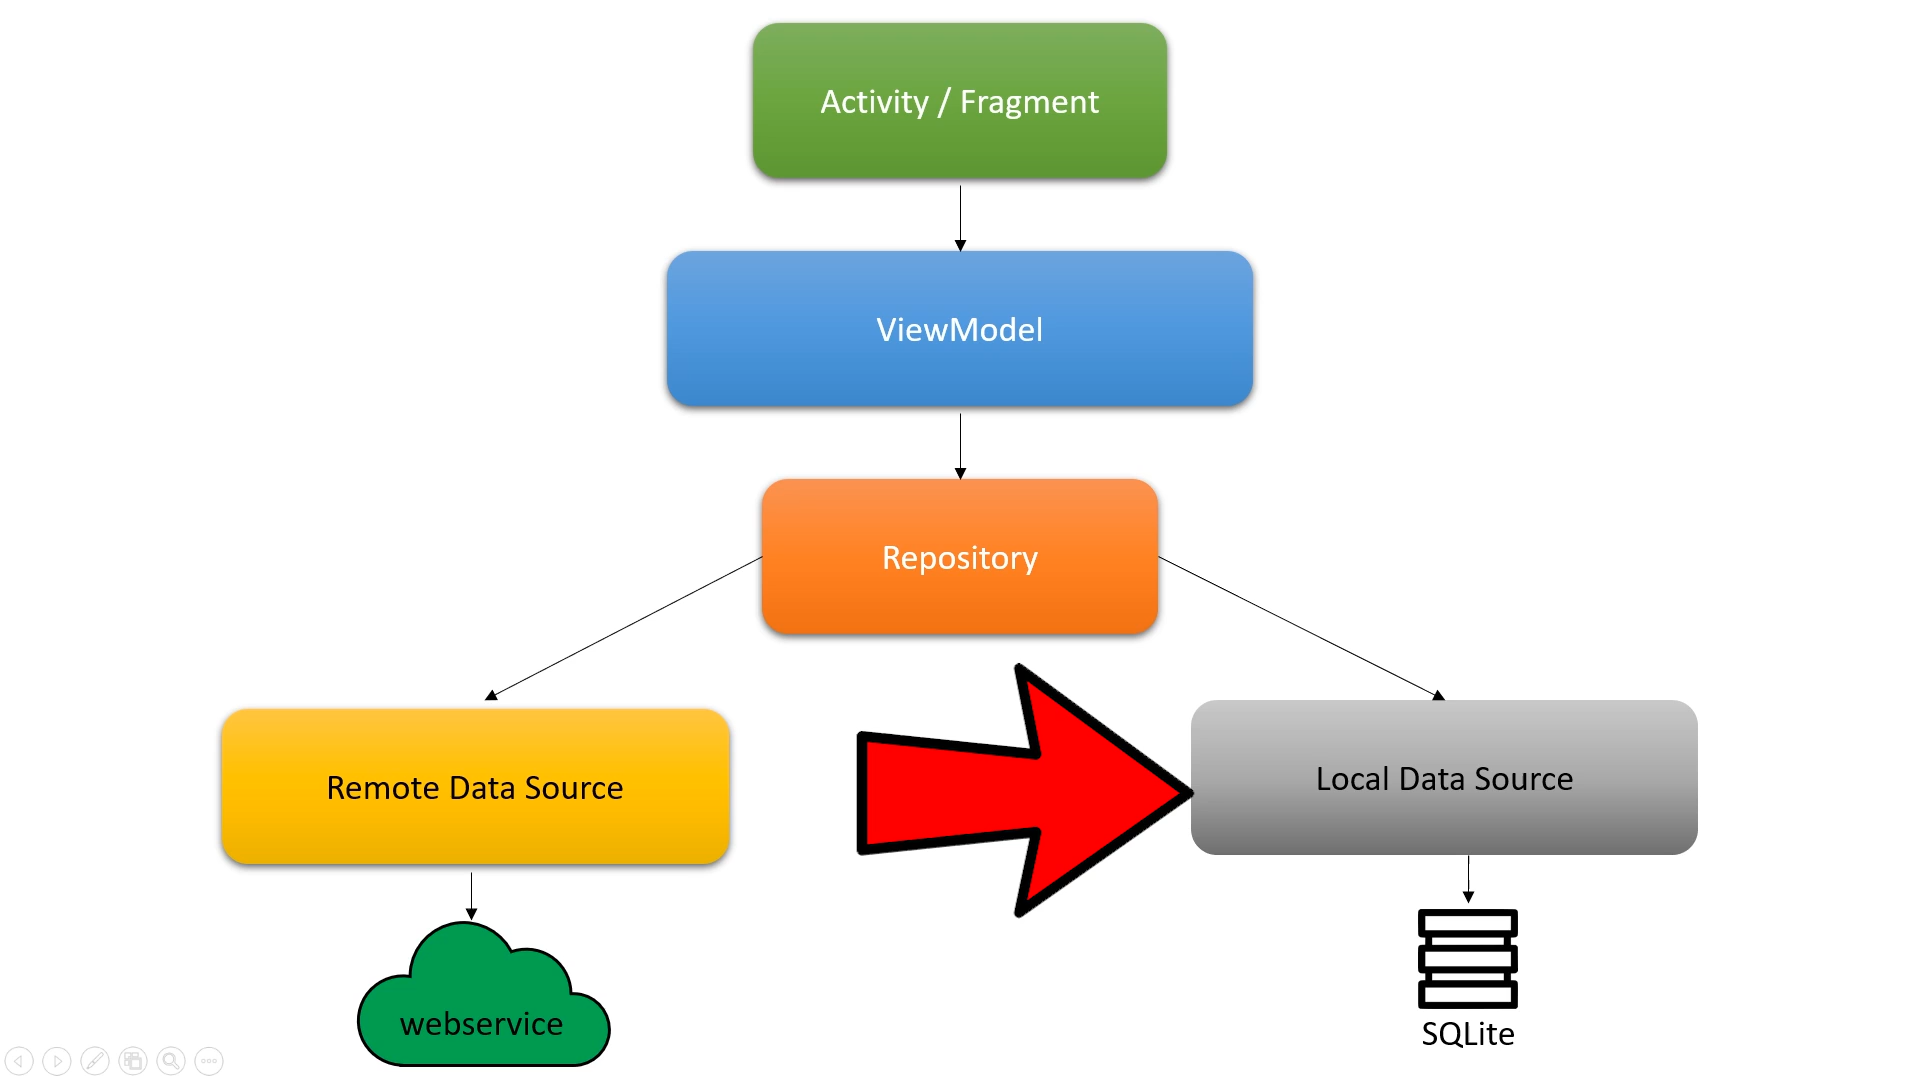 Activity / Fragment
ViewModel
Repository
Remote Data Source
Local Data Source
webservice
SQLite